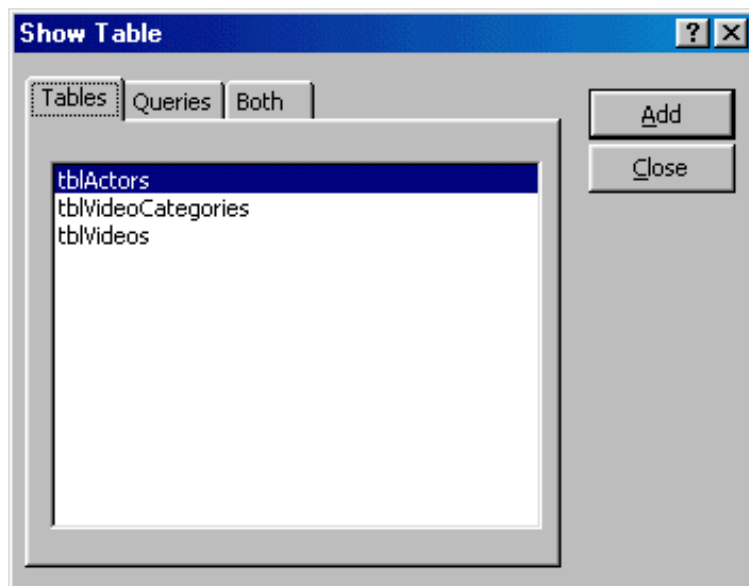 Show Table
Tables Queries Both
Add
Close
tblActors
tblVideoCategories
tblVideos